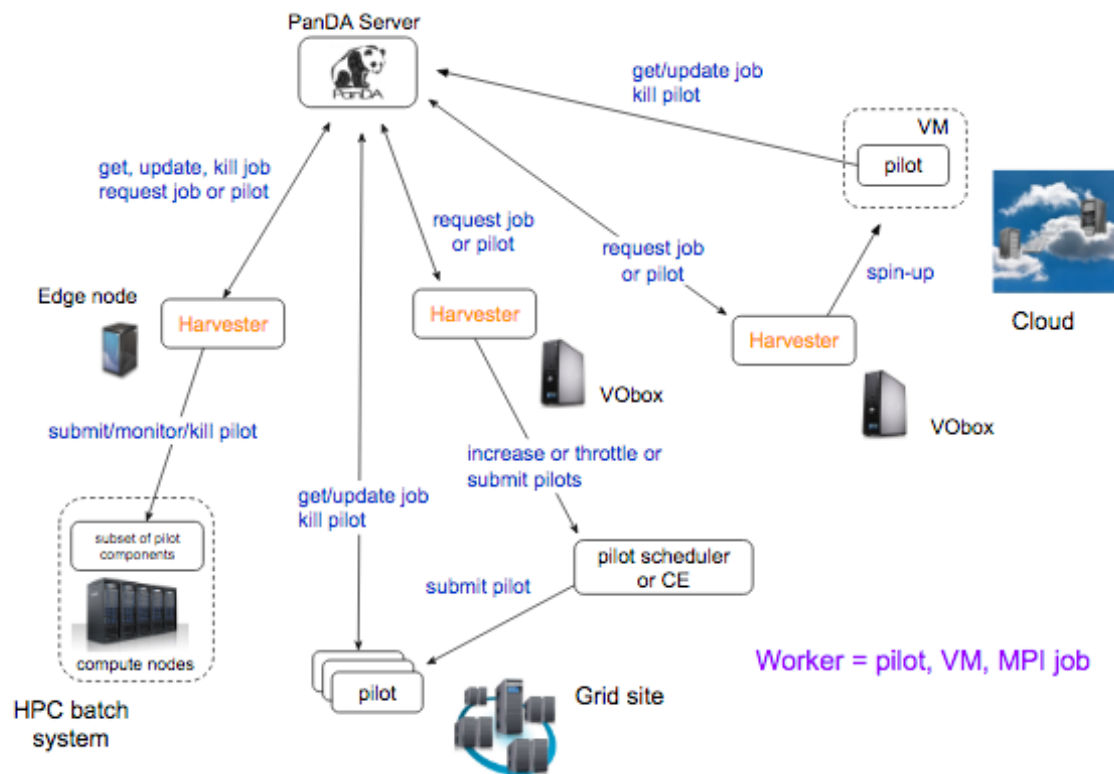 PanDA Server
PanDA
get/update job
kill pilot
VM
pilot
get, update, kill job
request job or pilot
request job
or pilot
request job
or pilot
spin-up
Edge node
Harvester
Harvester
Harvester
Cloud
VObox
VObox
submit/monitor/kill pilot
increase or throttle or
submit pilots
get/update job
kill pilot
subset of pilot
components
pilot scheduler
or CE
submit pilot
compute nodes
pilot
Grid site
Worker = pilot, VM, MPI job
HPC batch
system